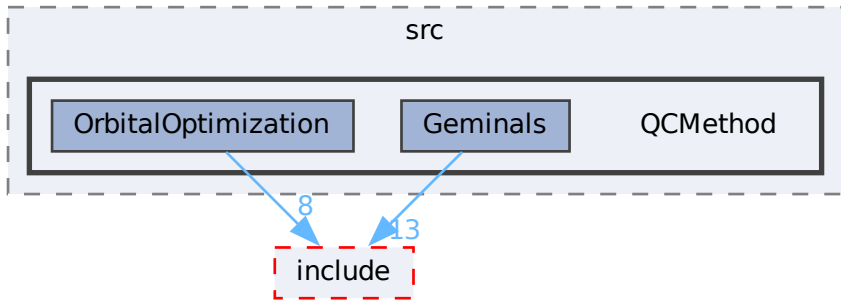 src
OrbitalOptimization
Geminals
QCMethod
8
13
include